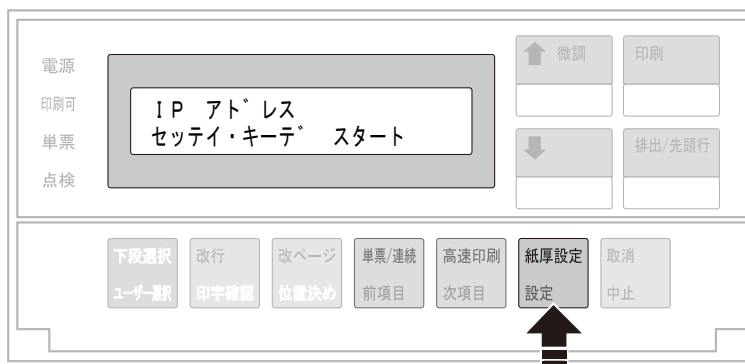 電源
印刷可
単票
点検
IP アドレス
セッテイ・キーデ スタート
微調
印刷
排出/先頭行
下段選択
ユーザー選択
改行
印字確認
改ページ
位置決め
単票/連続
前項目
高速印刷
次項目
紙厚設定
設定
取消
中止